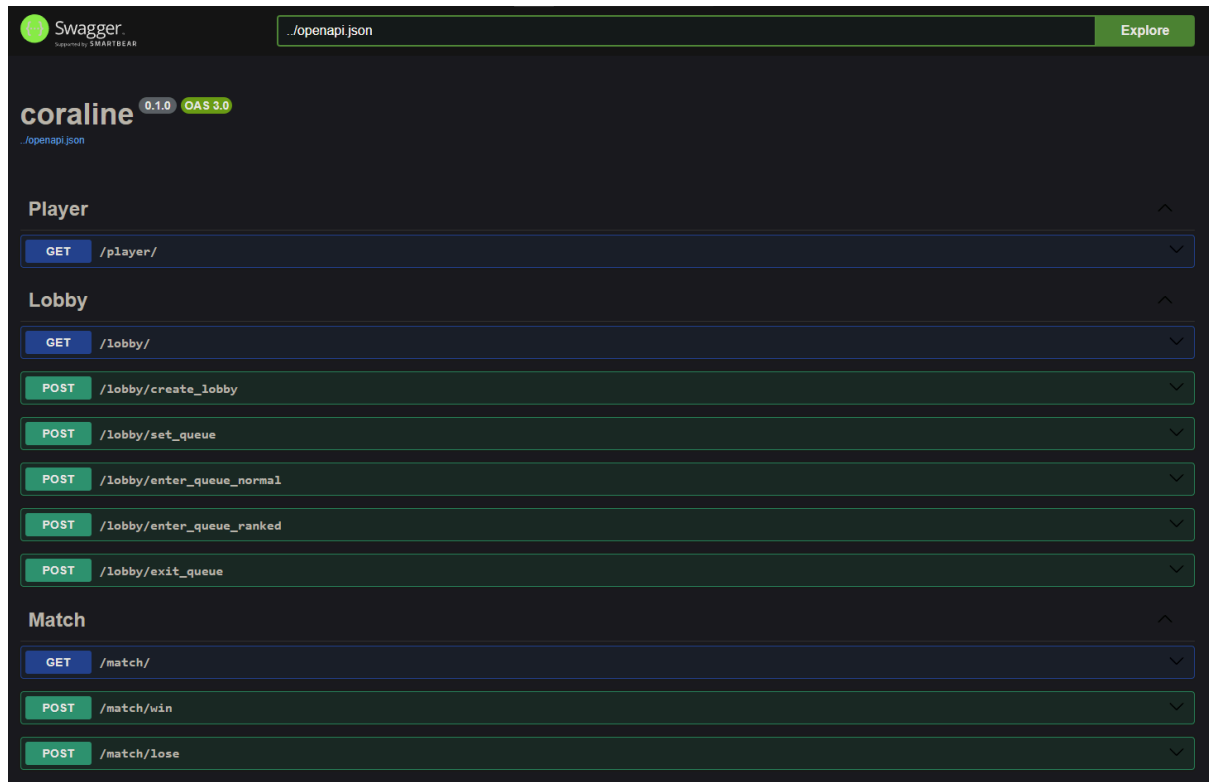 Swagger.
Supported by SMARTBEAR
../openapi.json
Explore
coraline 0.1.0 OAS 3.0
../openapi.json
Player
GET /player/
Lobby
GET /lobby/
POST /lobby/create_lobby
POST /lobby/set_queue
POST /lobby/enter_queue_normal
POST /lobby/enter_queue_ranked
POST /lobby/exit_queue
Match
GET /match/
POST /match/win
POST /match/lose